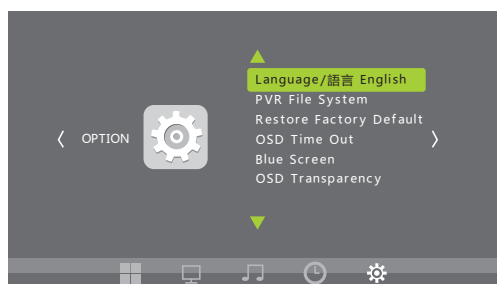 OPTION
Language/語言 English
PVR File System
Restore Factory Default
OSD Time Out
Blue Screen
OSD Transparency